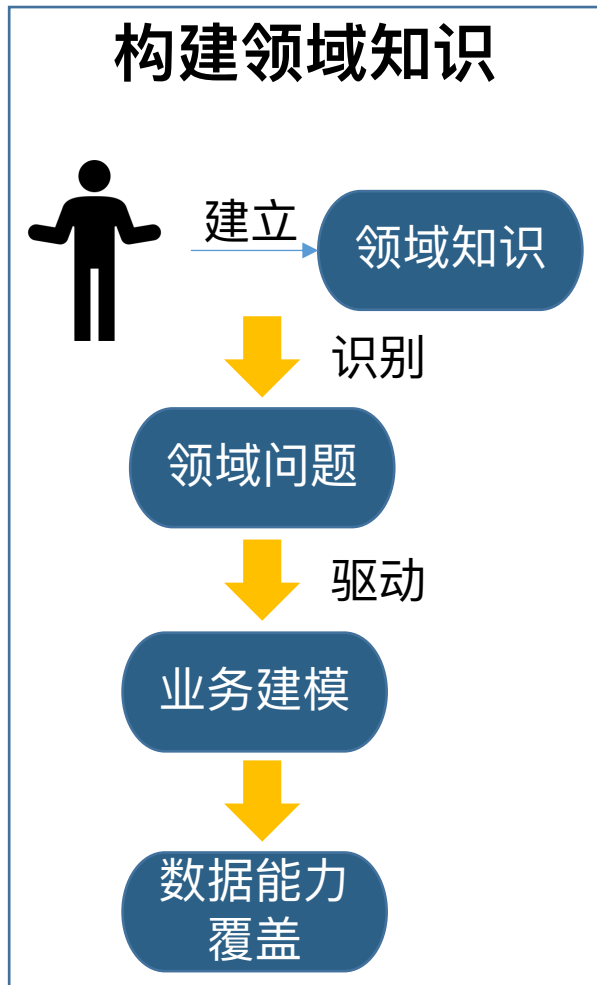 构建领域知识
建立
领域知识
识别
领域问题
驱动
业务建模
数据能力
覆盖